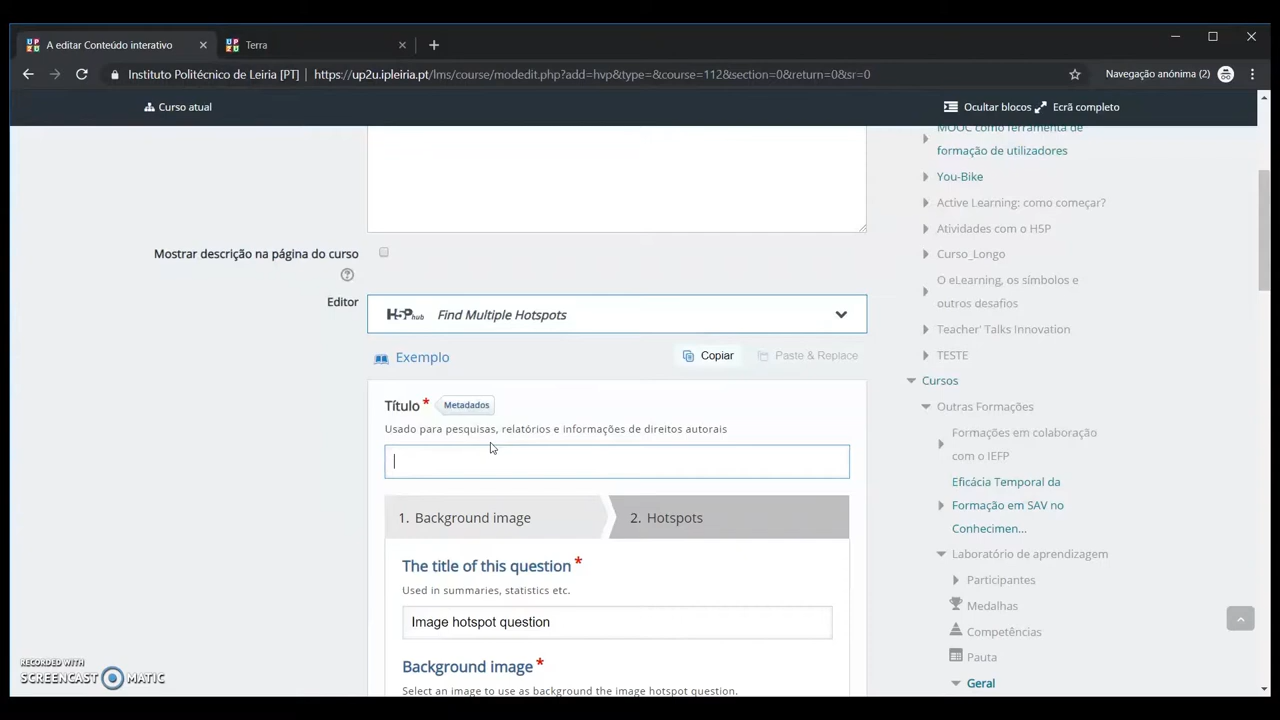 A editar Conteúdo interativo
Terra
Instituto Politécnico de Leiria [PT]
https://up2u.ipleiria.pt/lms/course/modedit.php?add=hvp&type=&course=112&section=0&return=0&sr=0
Navegação anónima (2)
Curso atual
Ocultar blocos
Ecrã completo
MOOC como ferramenta de
formação de utilizadores
You-Bike
Active Learning: como começar?
Atividades com o H5P
Curso_Longo
O eLearning, os símbolos e
outros desafios
Teacher' Talks Innovation
TESTE
Cursos
Outras Formações
Formações em colaboração
com o IEFP
Eficácia Temporal da
Formação em SAV no
Conhecimen...
Laboratório de aprendizagem
Participantes
Medalhas
Competências
Pauta
Geral
Mostrar descrição na página do curso
Editor
H5P hub
Find Multiple Hotspots
Exemplo
Copiar
Paste & Replace
Título *
Metadados
Usado para pesquisas, relatórios e informações de direitos autorais
1. Background image
2. Hotspots
The title of this question *
Used in summaries, statistics etc.
Image hotspot question
Background image *
Select an image to use as background the image hotspot question.
RECORDED WITH
SCREENCAST MATIC